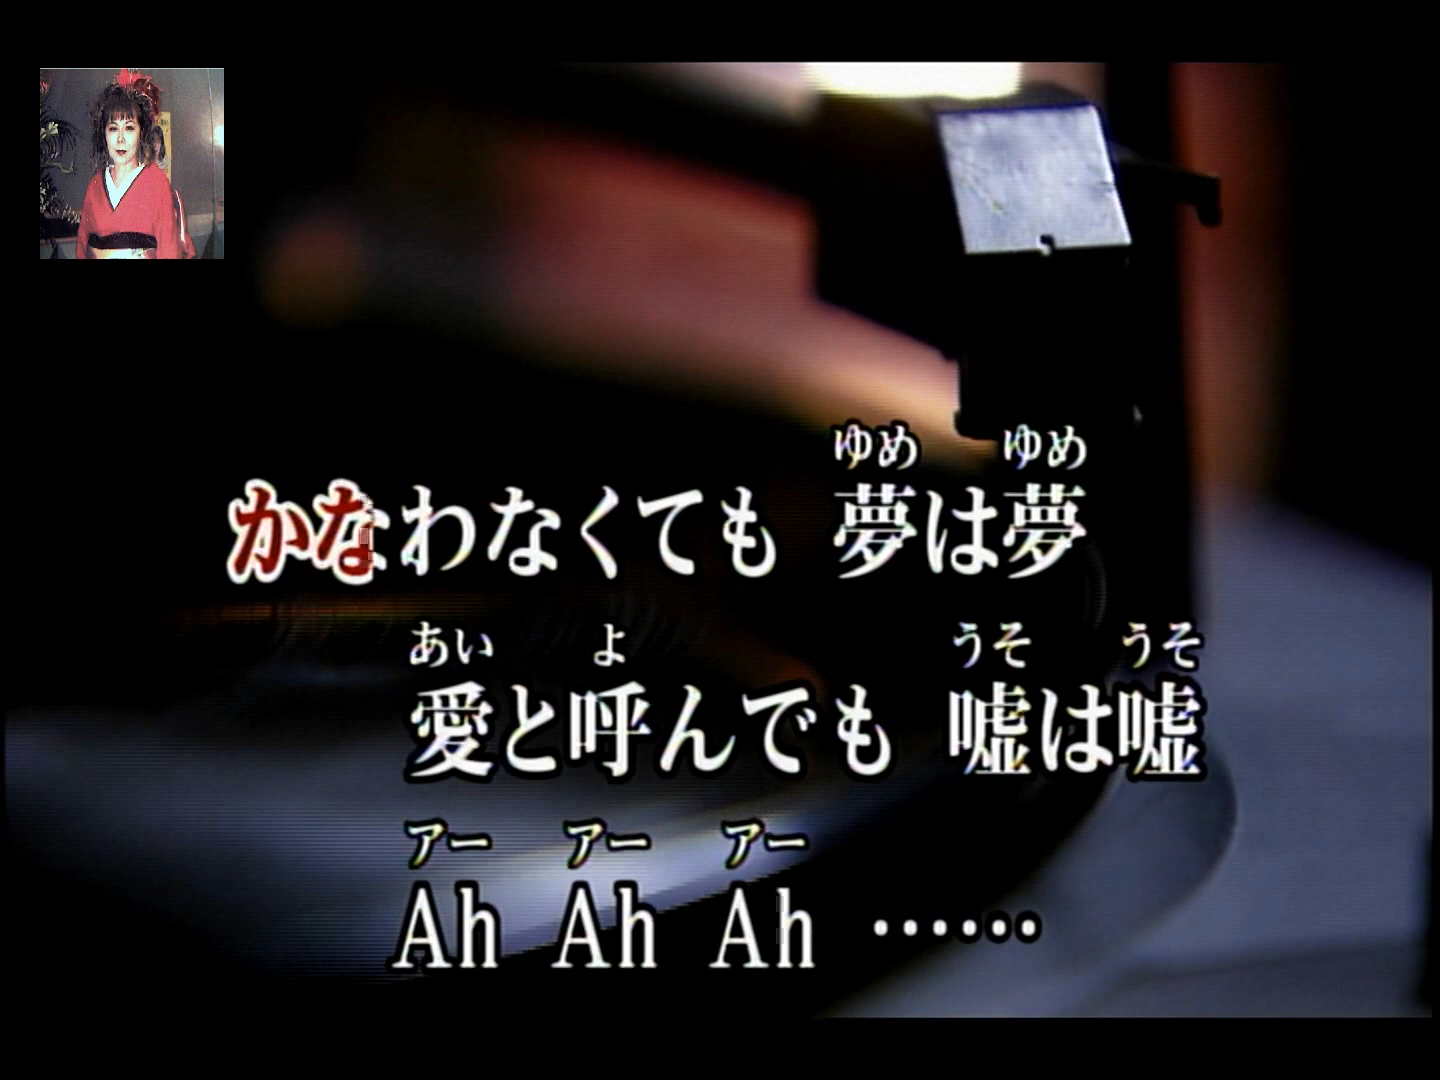 ゆめ ゆめ
かなわなくても 夢は夢
あい よ うそ うそ
愛と呼んでも 嘘は嘘
アー アー アー
Ah Ah Ah ……